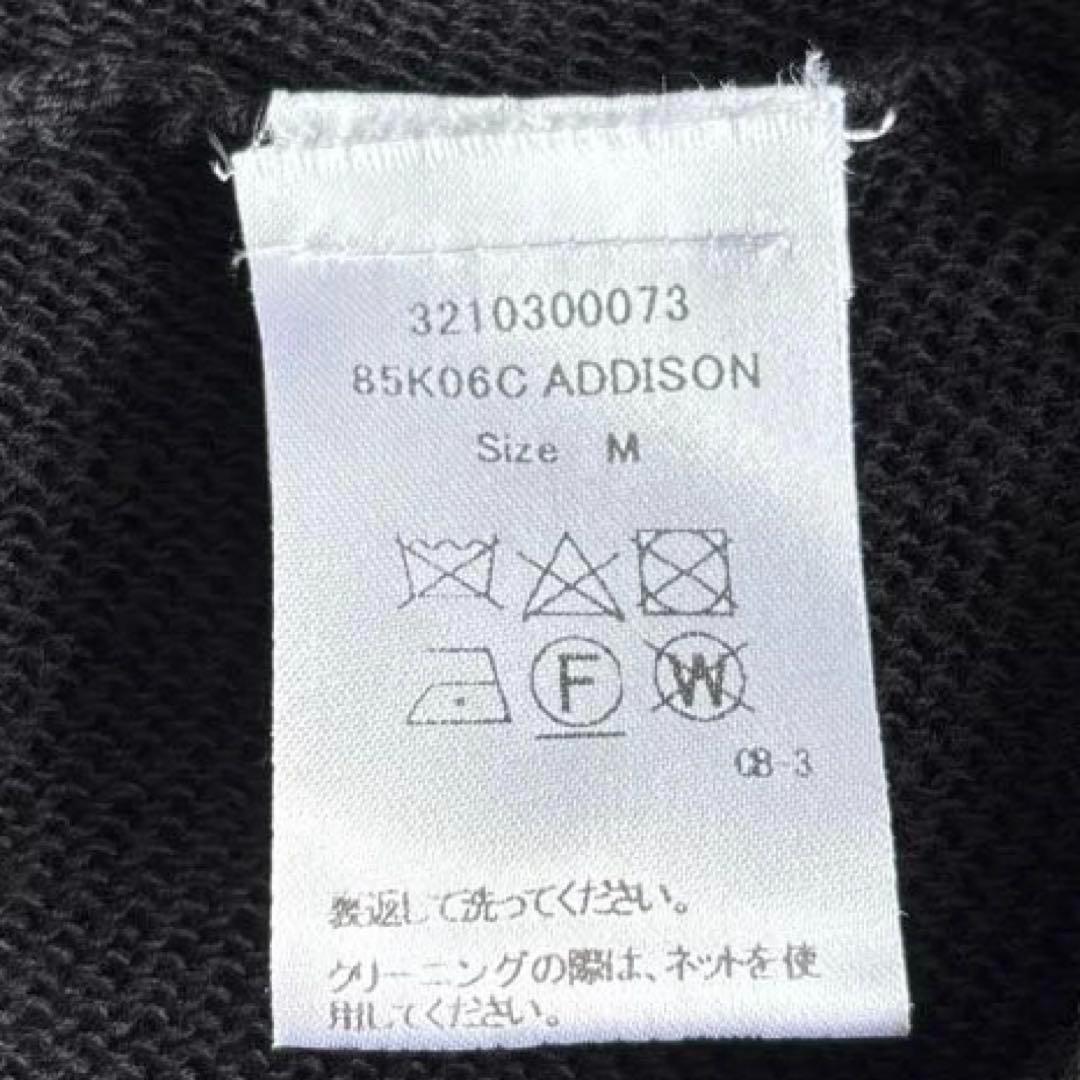 3210300073
85K06C ADDISON
Size M
F W
CB-3
裏返して洗ってください。
クリーニングの際は、ネットを使
用してください。